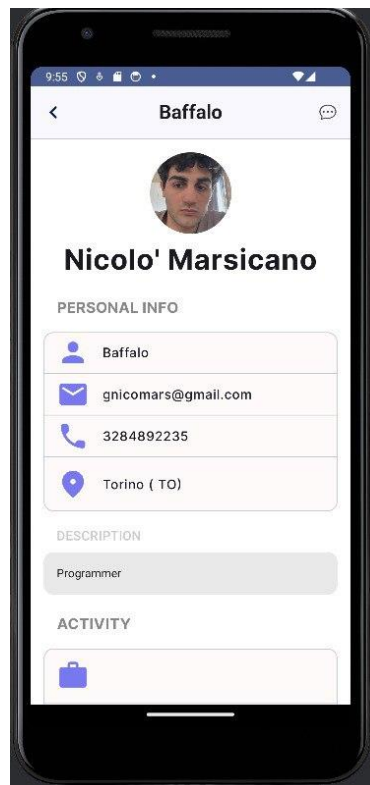 9:55
Baffalo
Nicolo' Marsicano
PERSONAL INFO
Baffalo
gnicomars@gmail.com
3284892235
Torino ( TO)
DESCRIPTION
Programmer
ACTIVITY